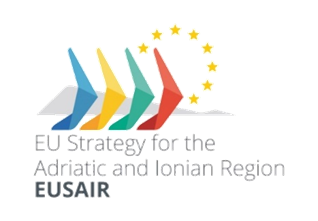 EU Strategy for the
Adriatic and Ionian Region
EUSAIR